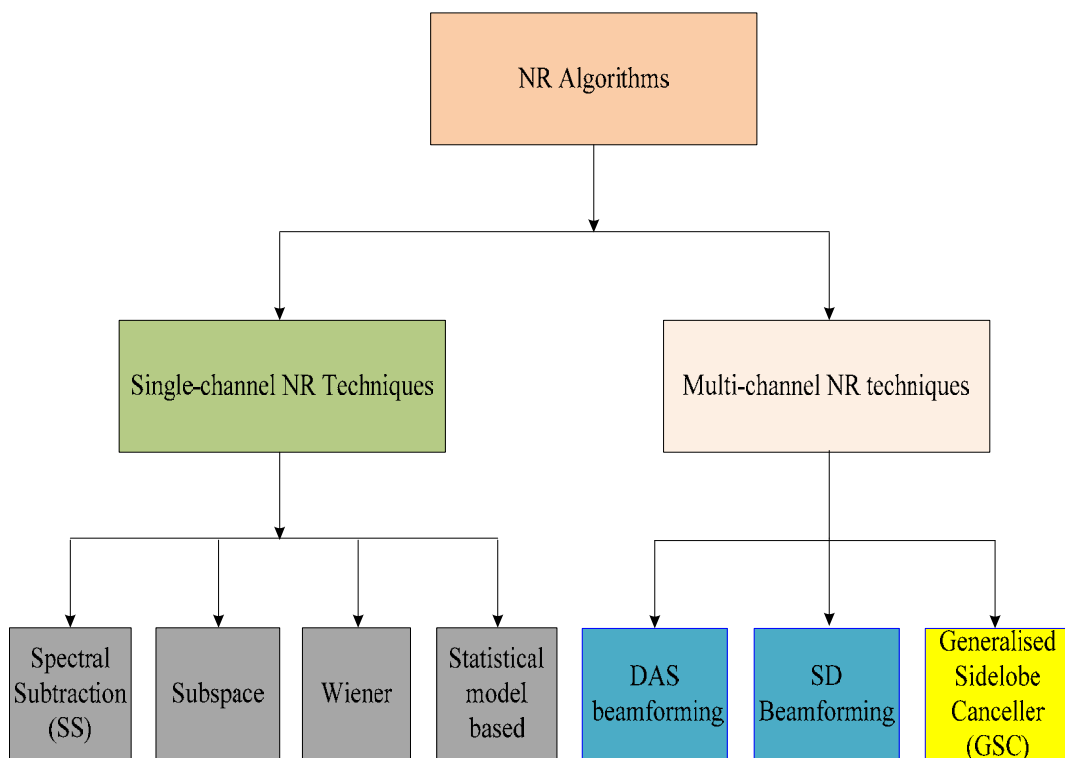 NR Algorithms
Single-channel NR Techniques
Multi-channel NR techniques
Spectral
Subtraction
(SS)
Subspace
Wiener
Statistical
model
based
DAS
beamforming
SD
Beamforming
Generalised
Sidelobe
Canceller
(GSC)